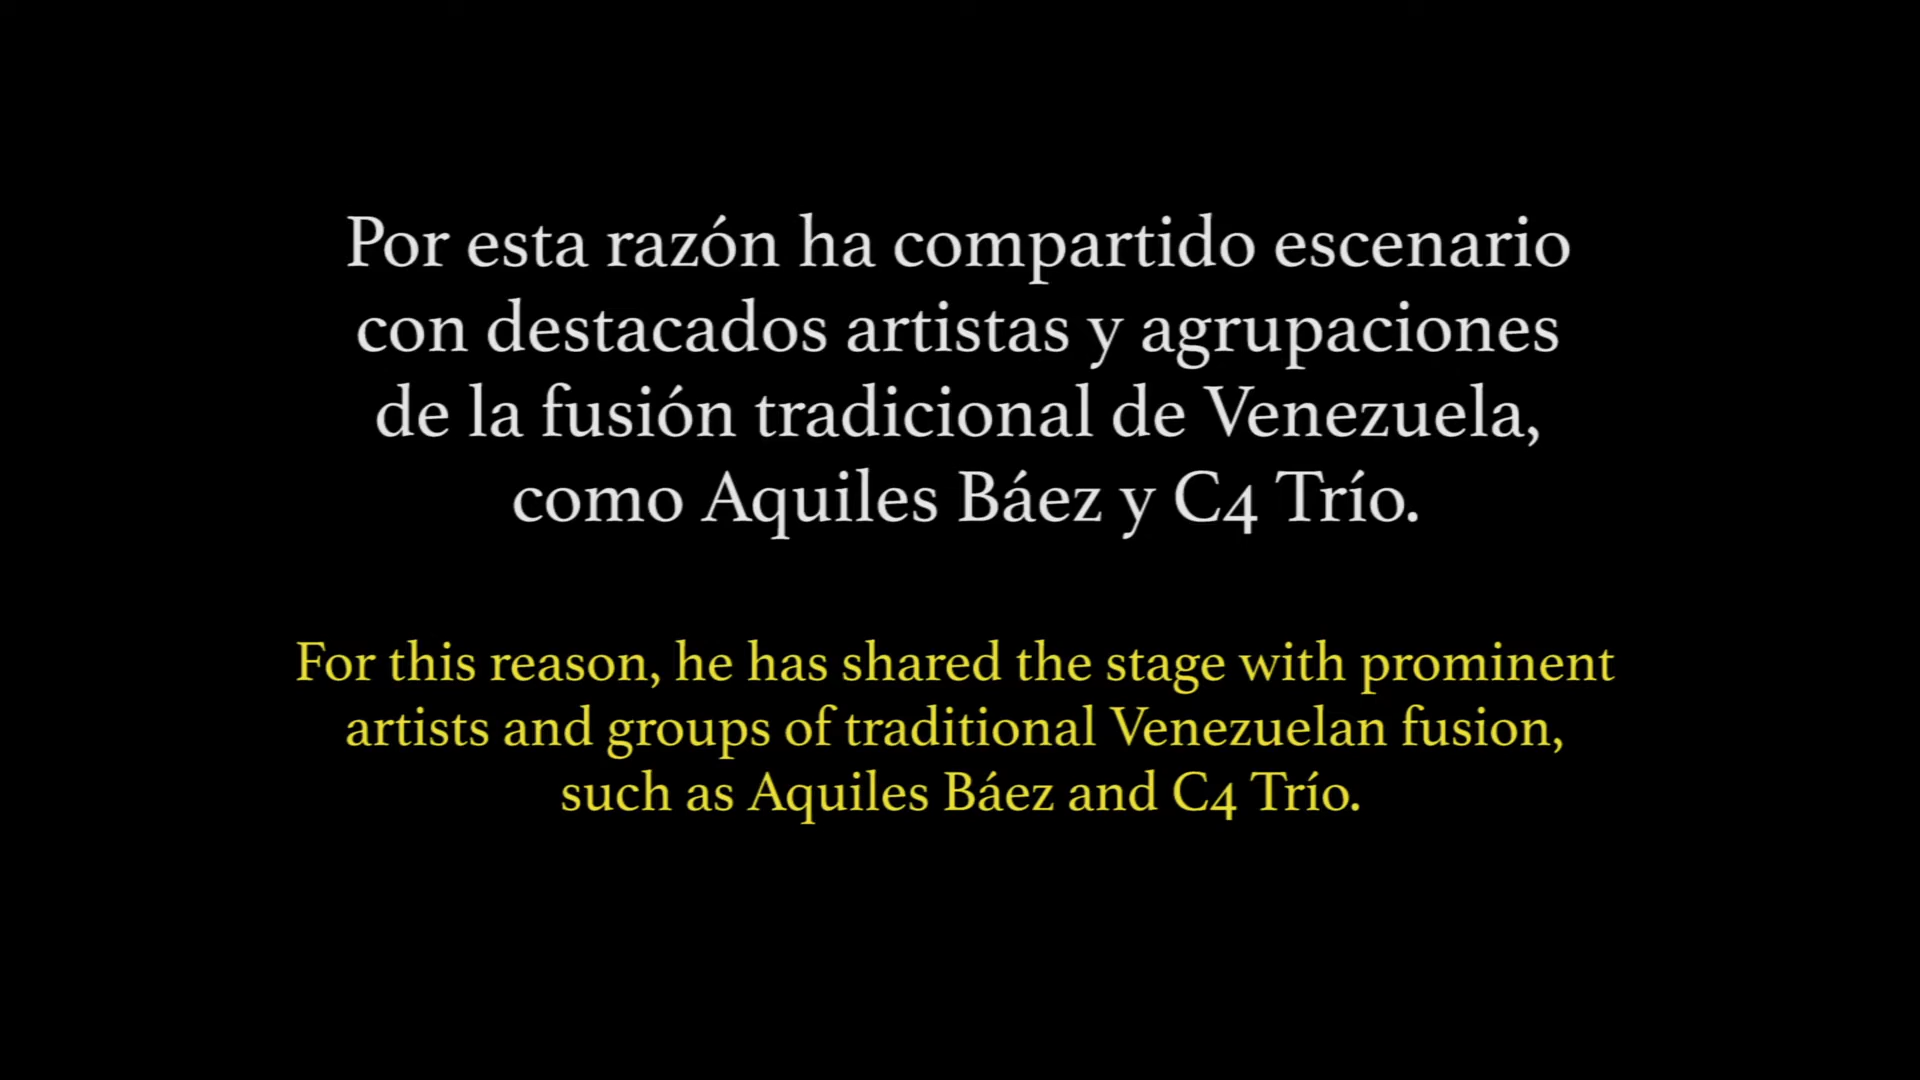 Por esta razón ha compartido escenario
con destacados artistas y agrupaciones
de la fusión tradicional de Venezuela,
como Aquiles Báez y C4 Trío.
For this reason, he has shared the stage with prominent
artists and groups of traditional Venezuelan fusion,
such as Aquiles Báez and C4 Trío.